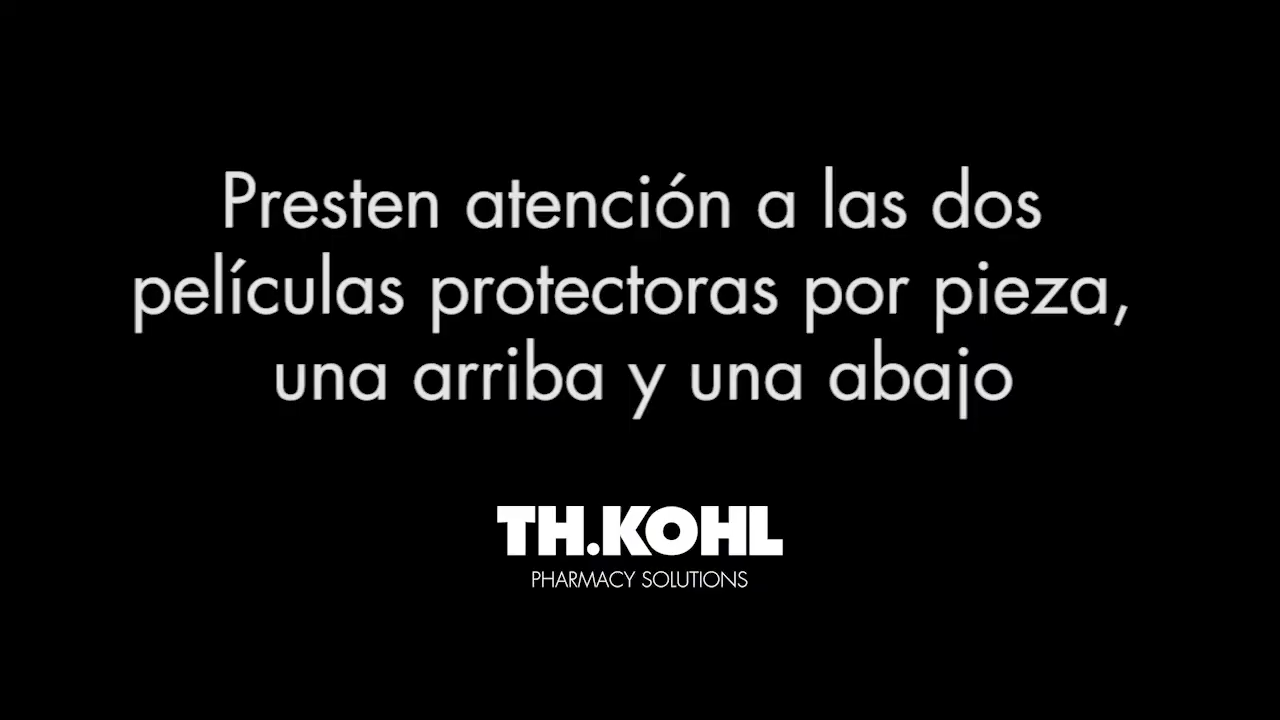 Presten atención a las dos
películas protectoras por pieza,
una arriba y una abajo
TH.KOHL
PHARMACY SOLUTIONS